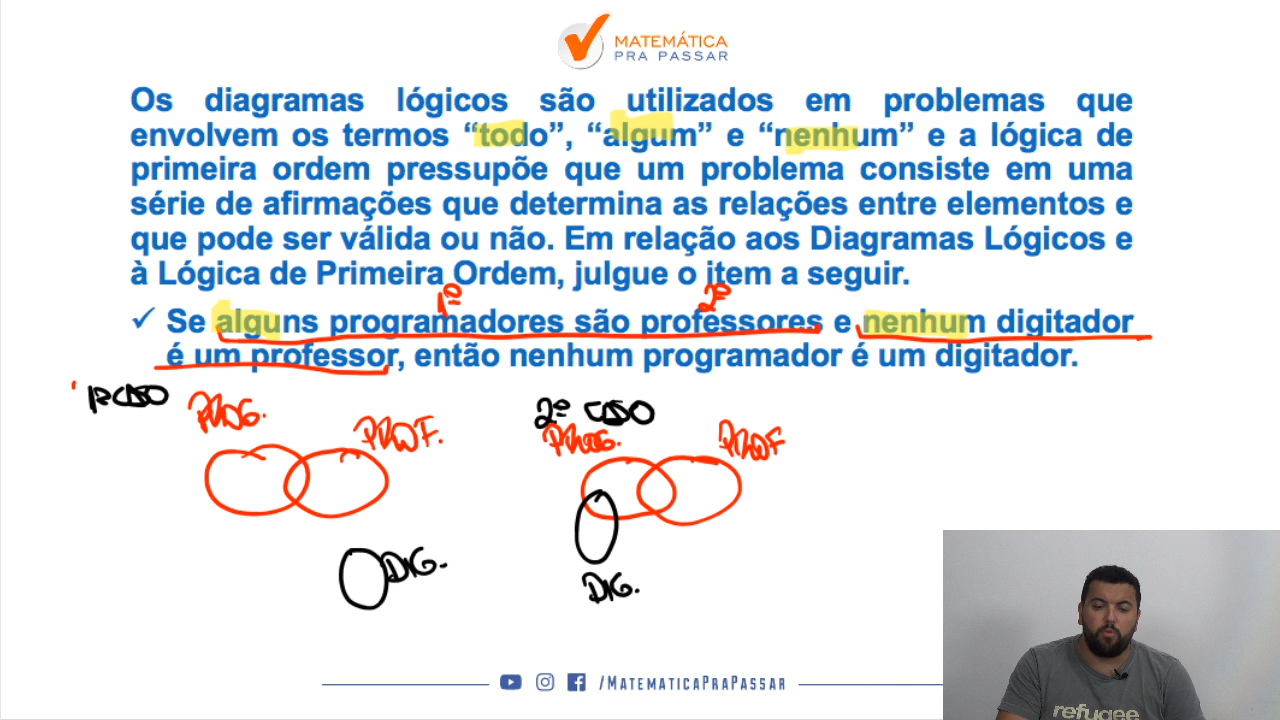 MATEMÁTICA
PRA PASSAR
Os diagramas lógicos são utilizados em problemas que
envolvem os termos “todo”, “algum” e “nenhum” e a lógica de
primeira ordem pressupõe que um problema consiste em uma
série de afirmações que determina as relações entre elementos e
que pode ser válida ou não. Em relação aos Diagramas Lógicos e
à Lógica de Primeira Ordem, julgue o item a seguir.
1º 2º
✓ Se alguns programadores são professores e nenhum digitador
é um professor, então nenhum programador é um digitador.
1º CASO
PROG.
PROF.
2º CASO
PROG.
PROF
DIG.
DIG.
/MATEMATICAPRAPASSAR
refugee